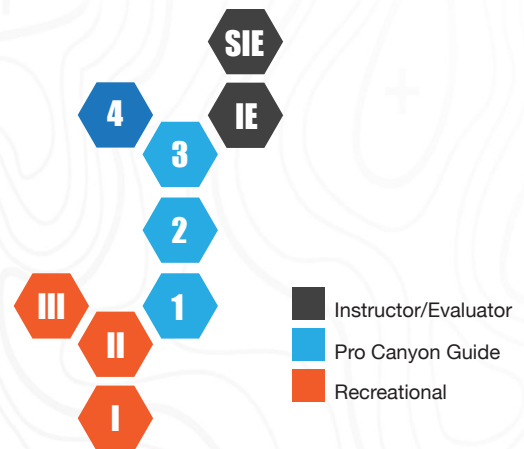 SIE
4
IE
3
2
III
1
II
I
Instructor/Evaluator
Pro Canyon Guide
Recreational